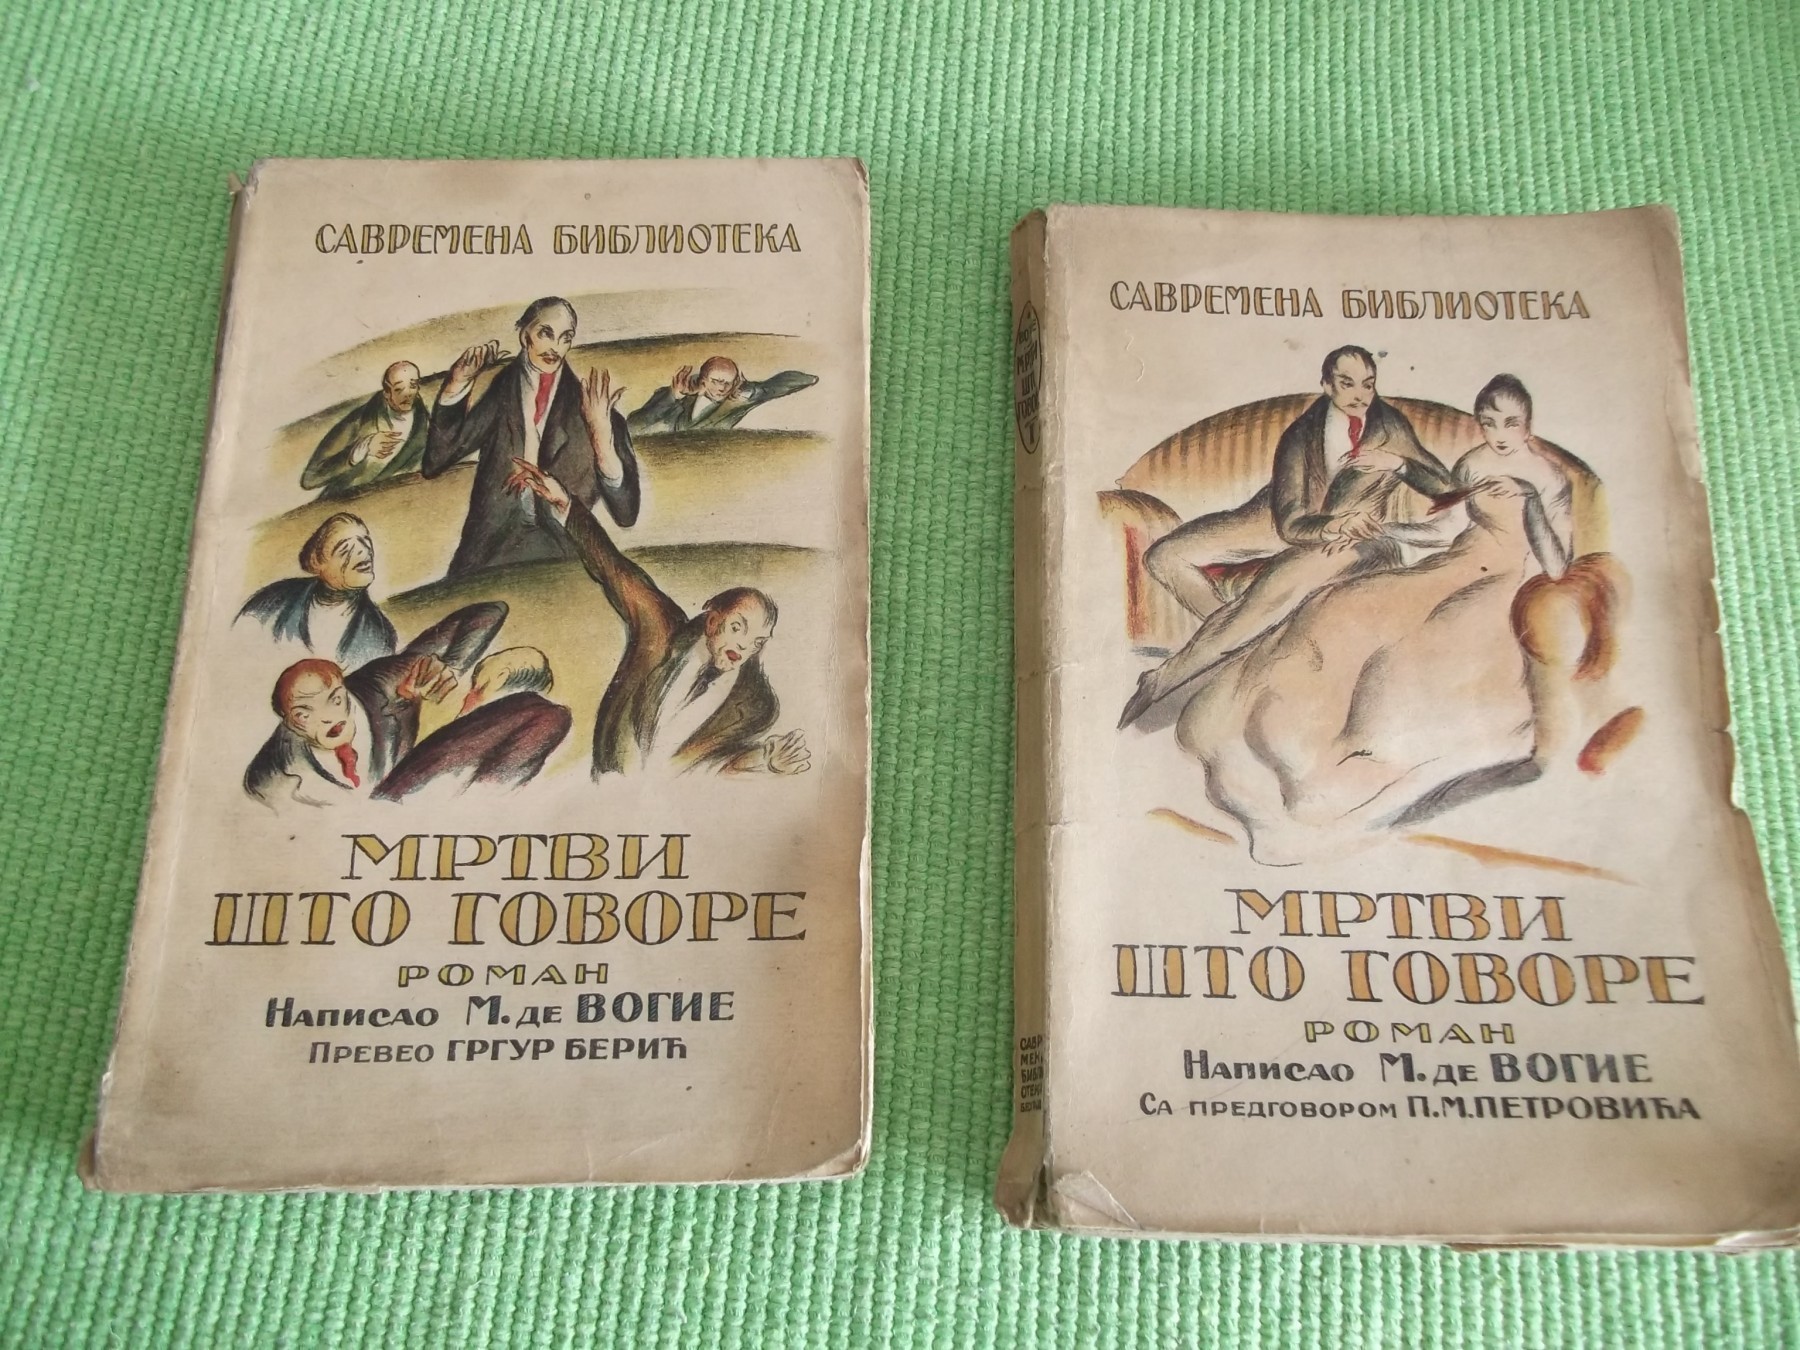 САВРЕМЕНА БИБЛИОТЕКА
МРТВИ
ШТО ГОВОРЕ
РОМАН
НАПИСАО М. ДЕ ВОГИЕ
ПРЕВЕО ГРГУР БЕРИЋ
САВРЕМЕНА БИБЛИОТЕКА
МРТВИ
ШТО ГОВОРЕ
РОМАН
НАПИСАО М. ДЕ ВОГИЕ
СА ПРЕДГОВОРОМ П.М.ПЕТРОВИЋА